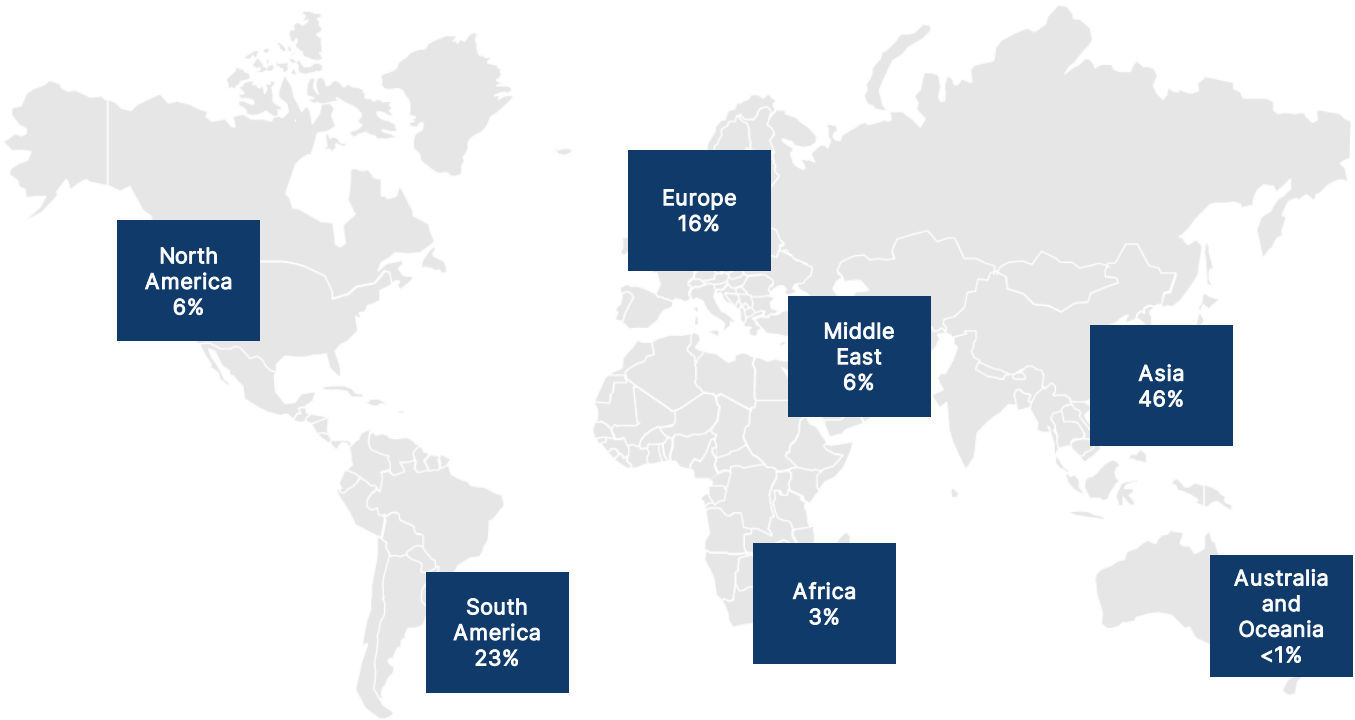 Europe
16%
North
America
6%
Middle
East
6%
Asia
46%
South
America
23%
Africa
3%
Australia
and
Oceania
<1%